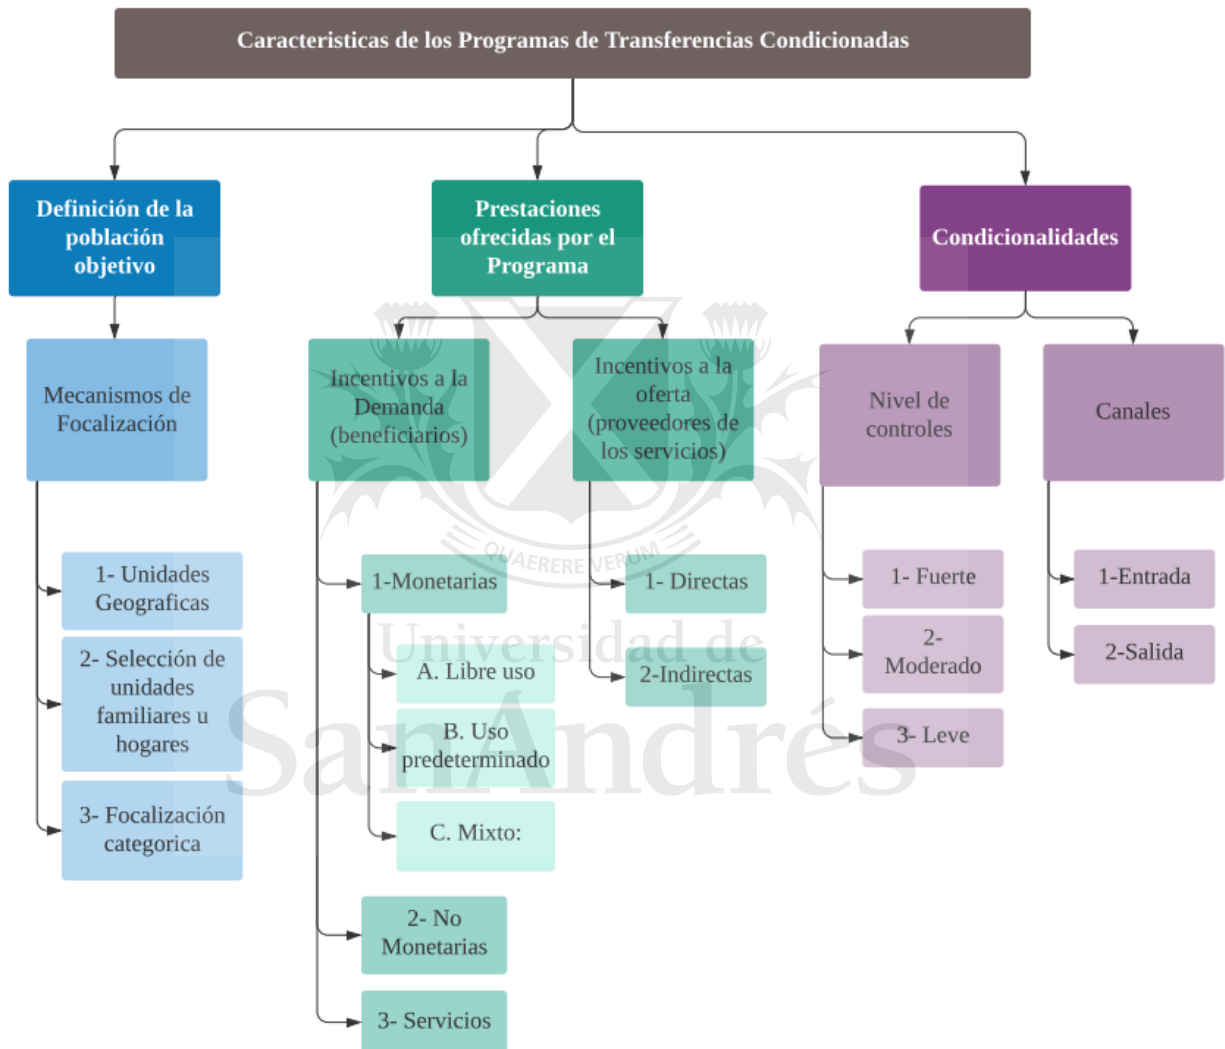 Caracteristicas de los Programas de Transferencias Condicionadas
Definición de la
población
objetivo
Prestaciones
ofrecidas por el
Programa
Condicionalidades
Mecanismos de
Focalización
Incentivos a la
Demanda
(beneficiarios)
Incentivos a la
oferta
(proveedores de
los servicios)
Nivel de
controles
Canales
1- Unidades
Geograficas
2- Selección de
unidades
familiares u
hogares
3- Focalización
categorica
1-Monetarias
A. Libre uso
B. Uso
predeterminado
C. Mixto:
2- No
Monetarias
3- Servicios
1- Directas
2-Indirectas
1- Fuerte
2-
Moderado
3- Leve
1-Entrada
2-Salida
QUAERERE VERUM
Universidad de
SanAndrés